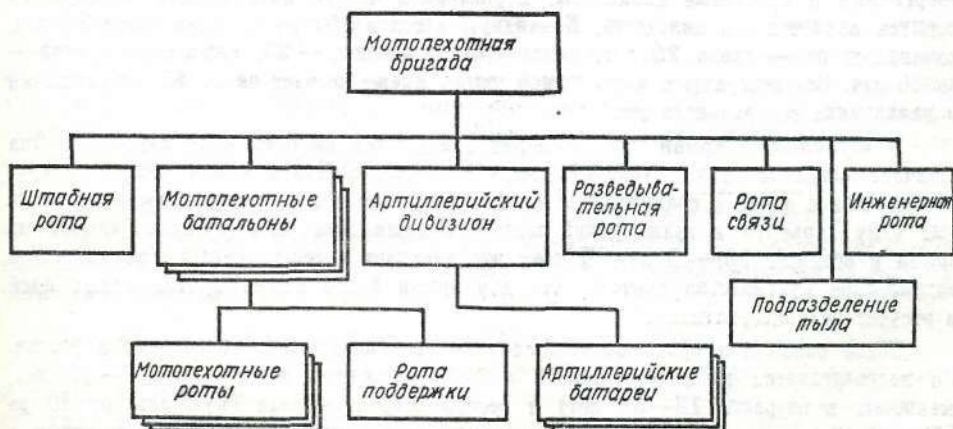 Мотопехотная
бригада
Штабная
рота
Мотопехотные
батальоны
Артиллерийский
дивизион
Разведыва-
тельная
рота
Рота
связи
Инженерная
рота
Подразделение
тыла
Мотопехотные
роты
Рота
поддержки
Артиллерийские
батареи